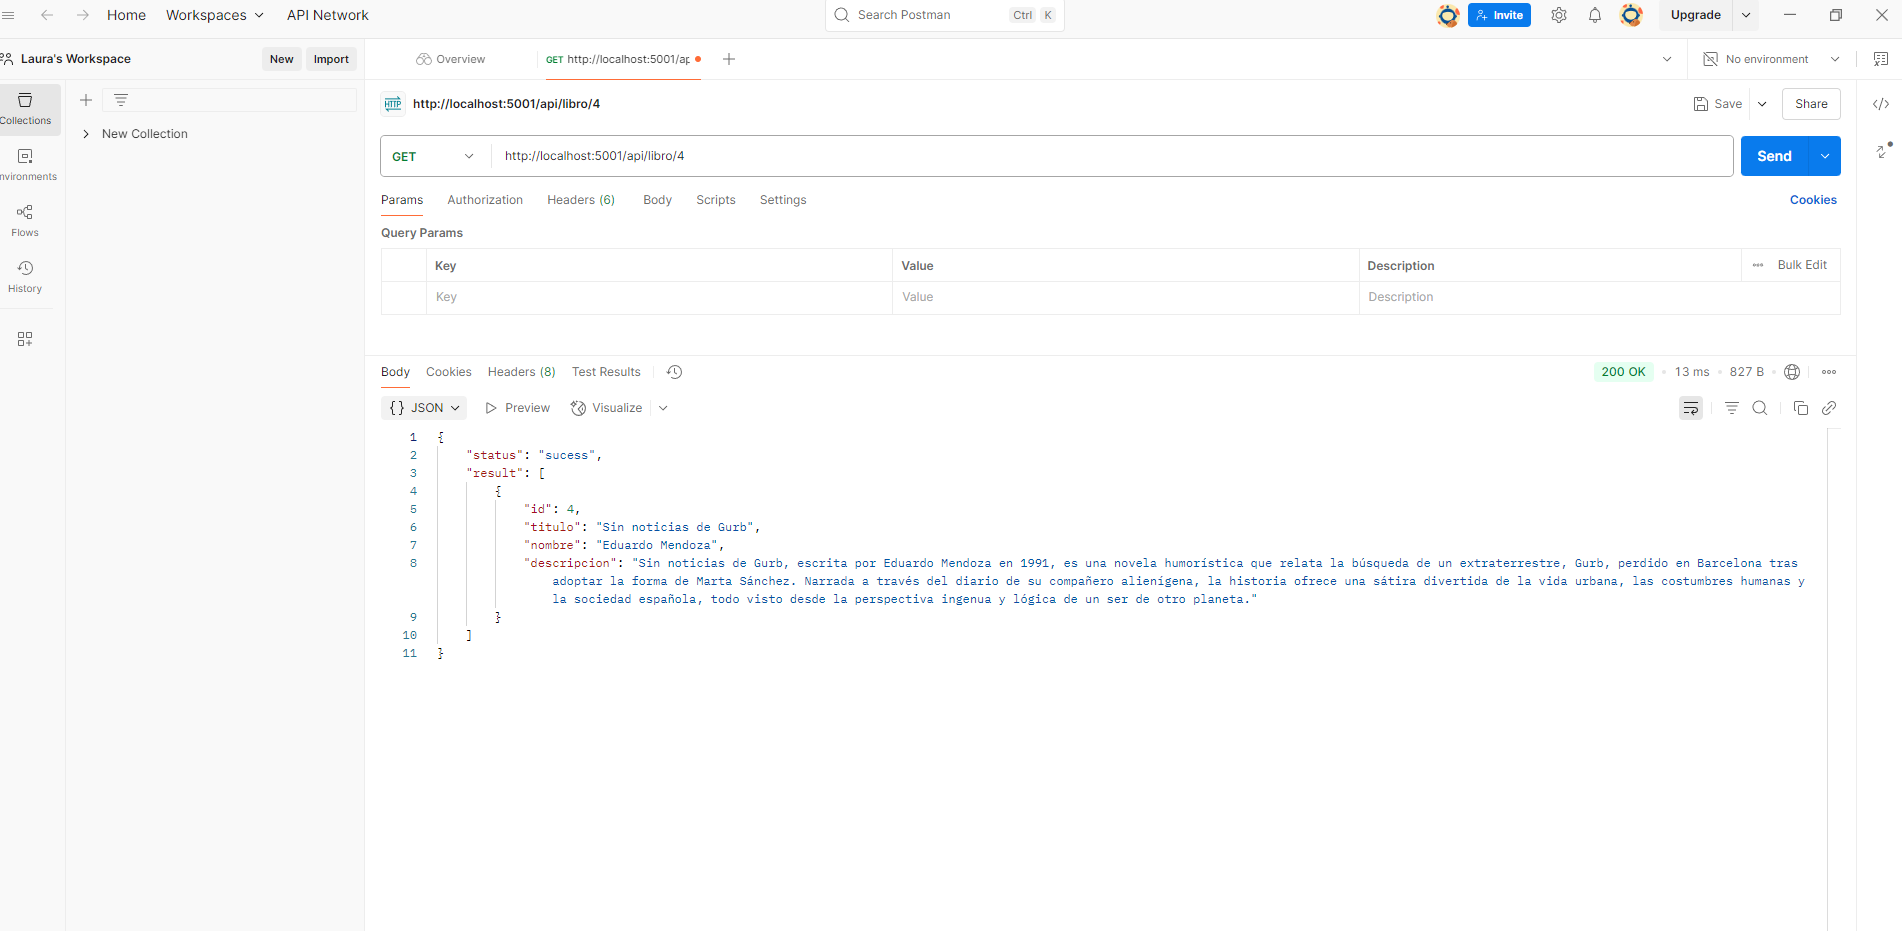 Home Workspaces API Network Search Postman Ctrl K Invite Upgrade
Laura's Workspace New Import Overview GET http://localhost:5001/ap No environment
Collections
New Collection
nvironments
Flows
History
HTTP http://localhost:5001/api/libro/4 Save Share
GET http://localhost:5001/api/libro/4 Send
Params Authorization Headers (6) Body Scripts Settings Cookies
Query Params
Key Value Description Bulk Edit
Key Value Description
Body Cookies Headers (8) Test Results 200 OK 13 ms 827 B
{} JSON Preview Visualize
1 {
2 "status": "sucess",
3 "result": [
4 {
5 "id": 4,
6 "titulo": "Sin noticias de Gurb",
7 "nombre": "Eduardo Mendoza",
8 "descripcion": "Sin noticias de Gurb, escrita por Eduardo Mendoza en 1991, es una novela humorística que relata la búsqueda de un extraterrestre, Gurb, perdido en Barcelona tras
adoptar la forma de Marta Sánchez. Narrada a través del diario de su compañero alienígena, la historia ofrece una sátira divertida de la vida urbana, las costumbres humanas y
la sociedad española, todo visto desde la perspectiva ingenua y lógica de un ser de otro planeta."
9 }
10 ]
11 }